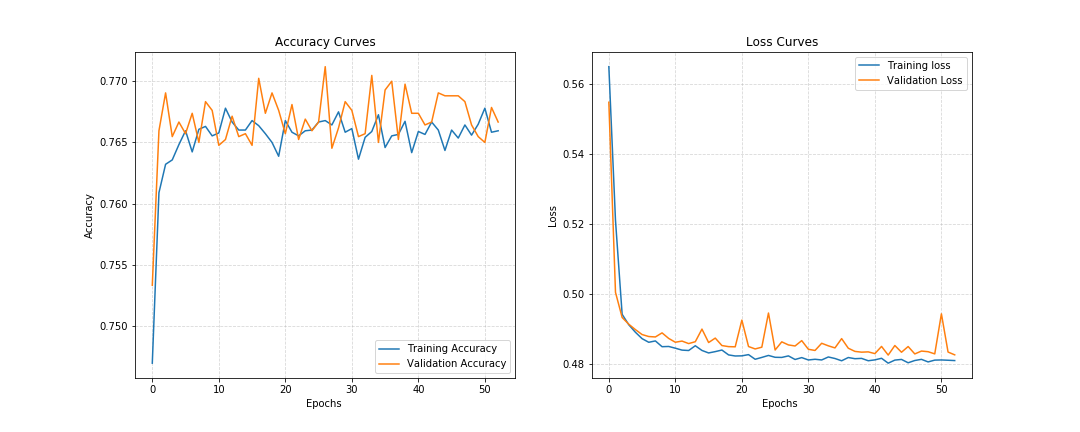 Accuracy Curves
0.770
0.765
0.760
0.755
0.750
Accuracy
Training Accuracy
Validation Accuracy
0 10 20 30 40 50
Epochs
Loss Curves
0.56
0.54
0.52
0.50
0.48
Loss
Training loss
Validation Loss
0 10 20 30 40 50
Epochs